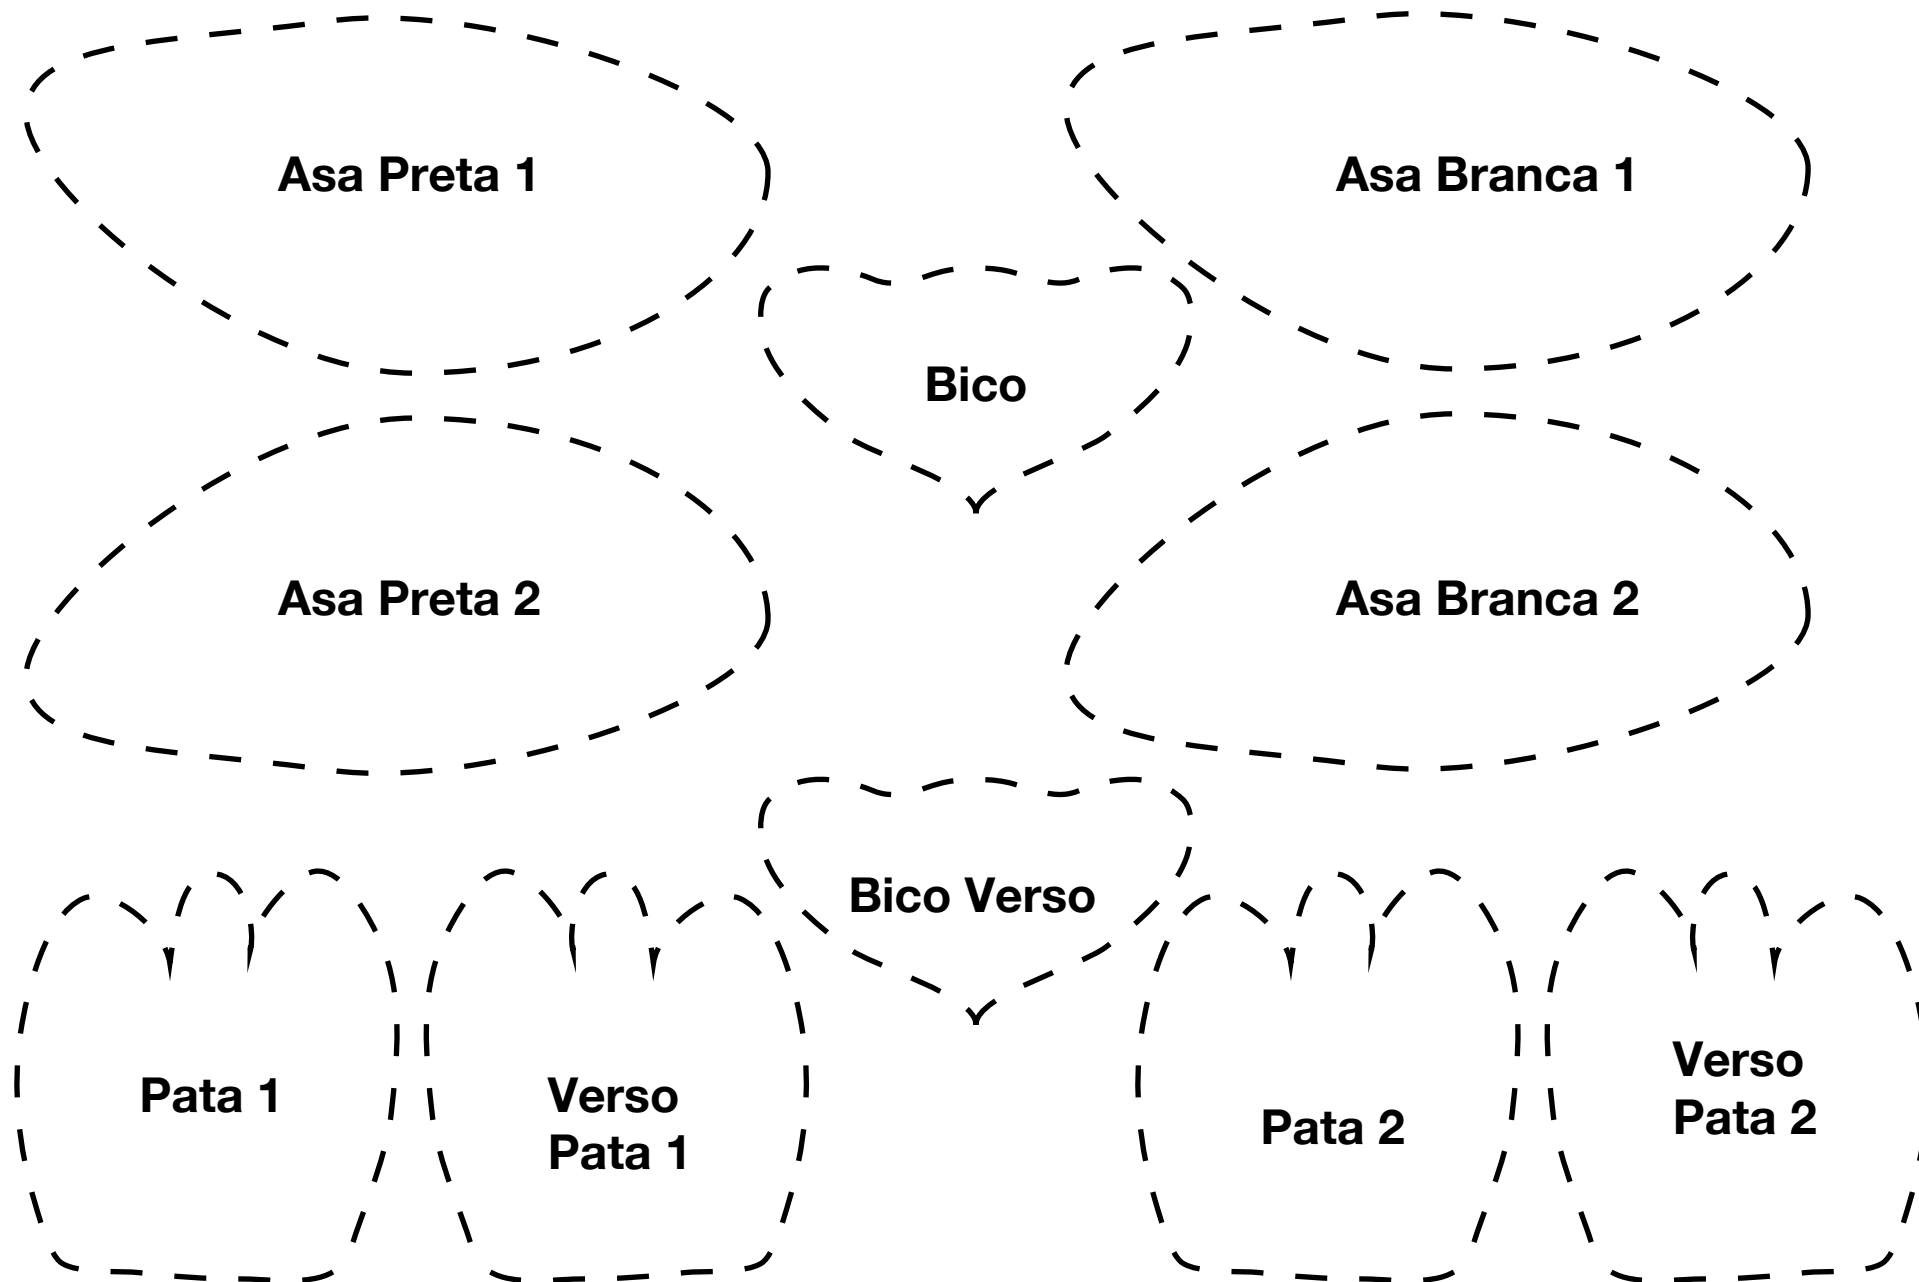 Asa Preta 1
Asa Branca 1
Bico
Asa Preta 2
Asa Branca 2
Bico Verso
Pata 1
Verso
Pata 1
Pata 2
Verso
Pata 2